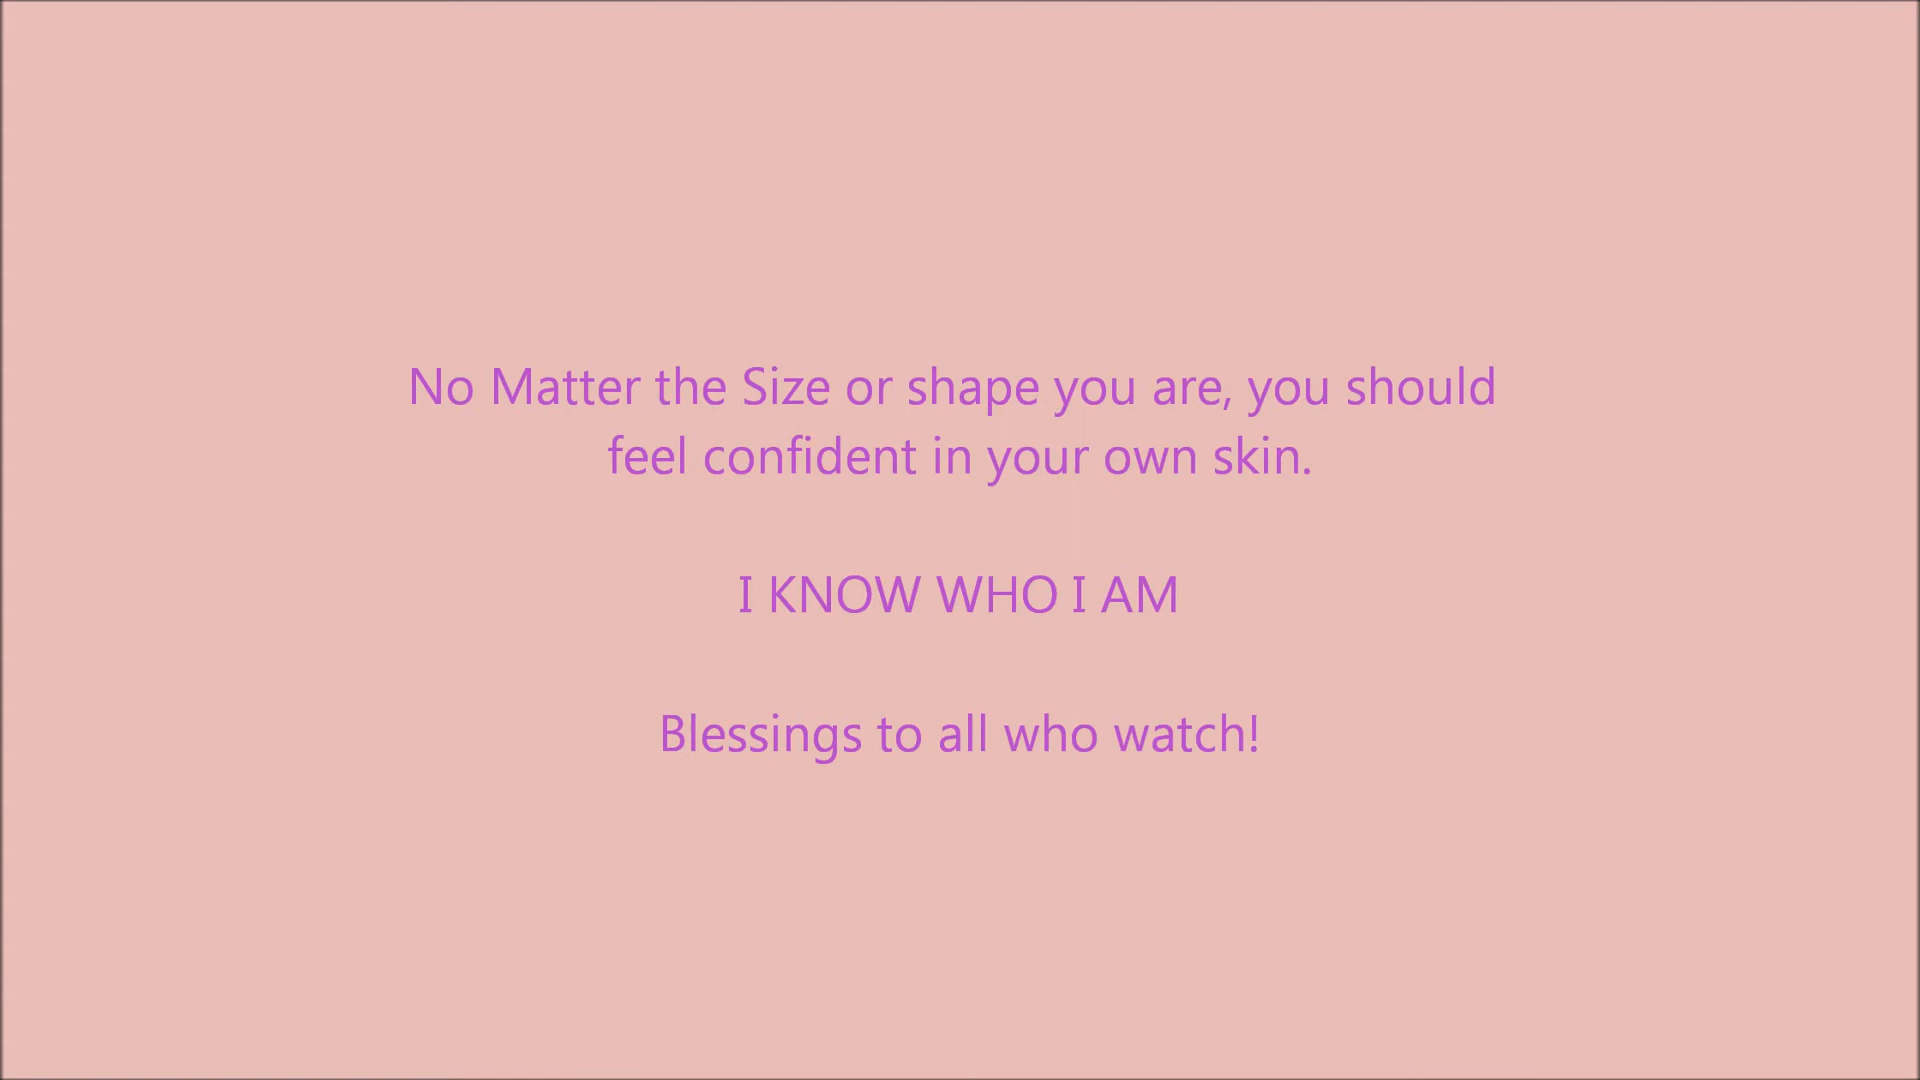 No Matter the Size or shape you are, you should
feel confident in your own skin.
I KNOW WHO I AM
Blessings to all who watch!